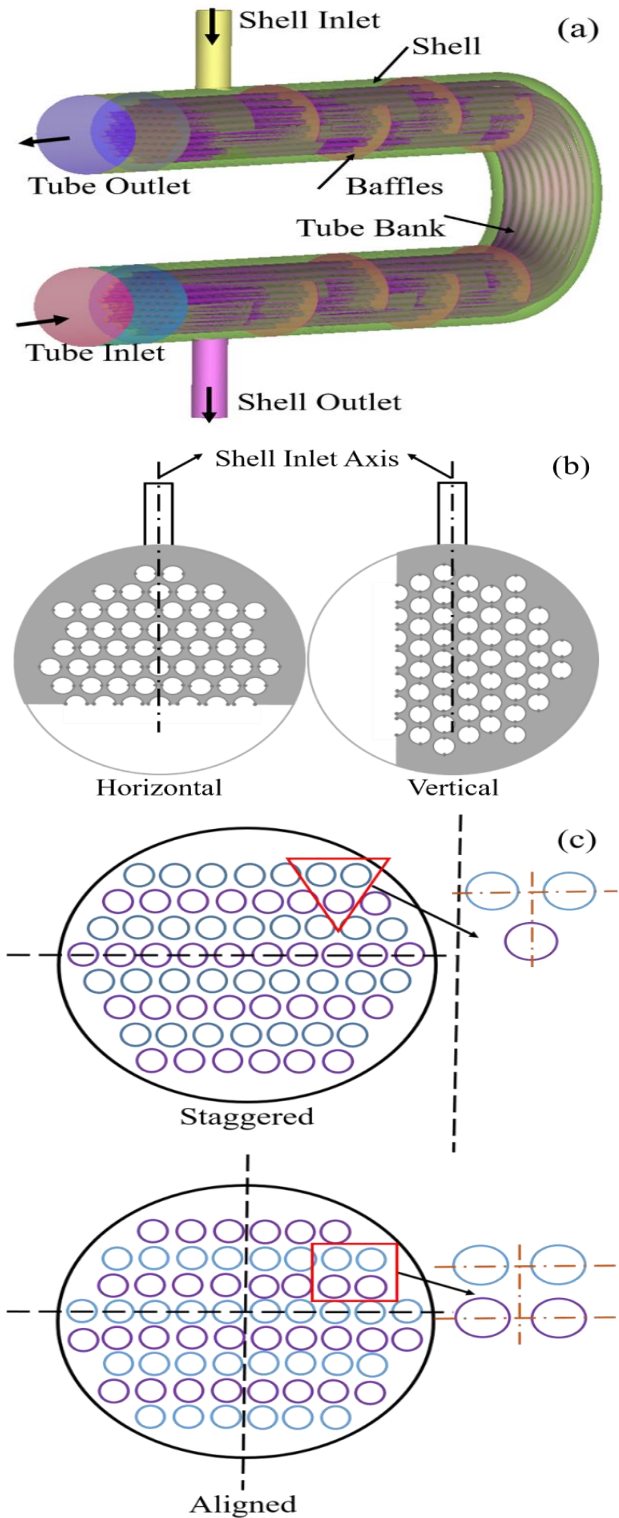 Shell Inlet
(a)
Shell
Tube Outlet
Baffles
Tube Bank
Tube Inlet
Shell Outlet
Shell Inlet Axis
(b)
Horizontal
Vertical
(c)
Staggered
Aligned